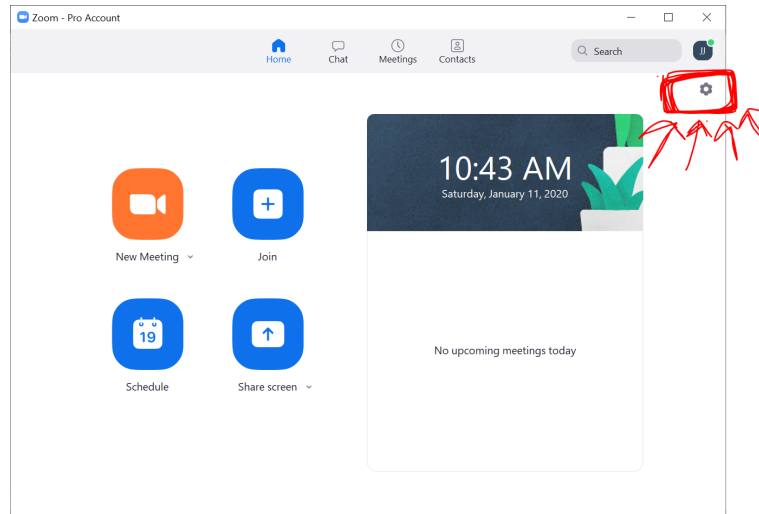 Zoom - Pro Account
Home
Chat
Meetings
Contacts
Search
JJ
10:43 AM
Saturday, January 11, 2020
New Meeting
Join
19
Schedule
Share screen
No upcoming meetings today